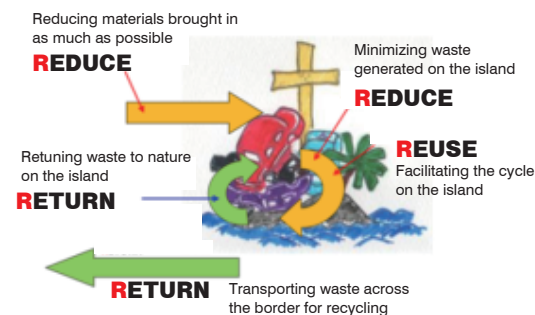 Reducing materials brought in
as much as possible
REDUCE
Minimizing waste
generated on the island
REDUCE
REUSE
Facilitating the cycle
on the island
Retuning waste to nature
on the island
RETURN
RETURN
Transporting waste across
the border for recycling